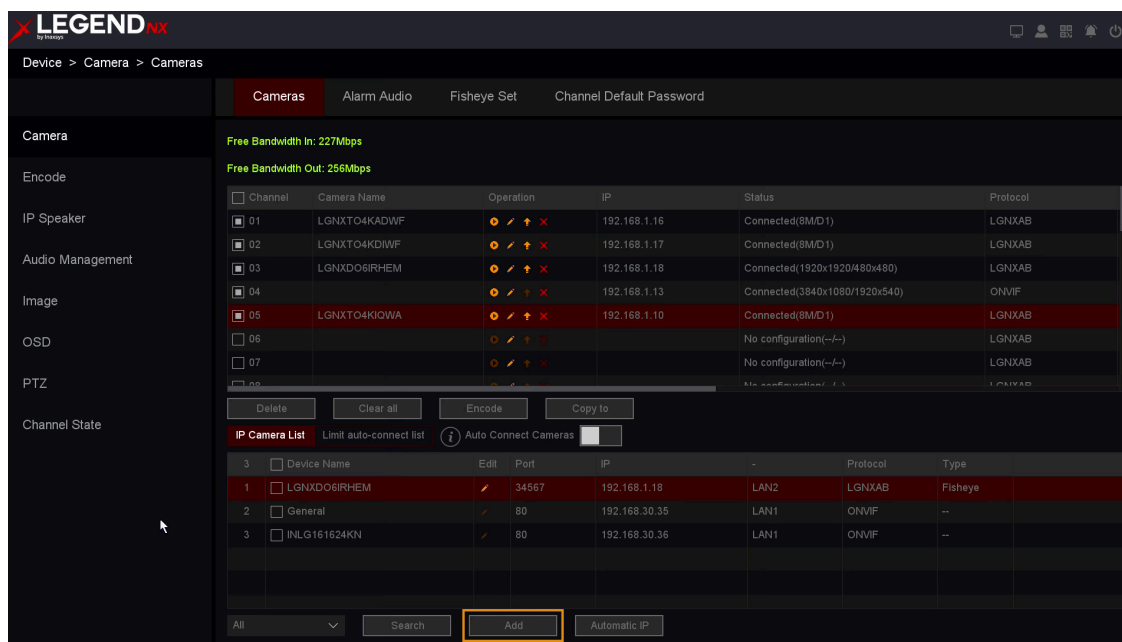 LEGEND NX
by Inaxsys
Device > Camera > Cameras
Cameras Alarm Audio Fisheye Set Channel Default Password
Camera
Encode
IP Speaker
Audio Management
Image
OSD
PTZ
Channel State
Free Bandwidth In: 227Mbps
Free Bandwidth Out: 256Mbps
Channel Camera Name Operation IP Status Protocol
01 LGNXTO4KADWF 192.168.1.16 Connected(8M/D1) LGNXAB
02 LGNXTO4KDIWF 192.168.1.17 Connected(8M/D1) LGNXAB
03 LGNXDO6IRHEM 192.168.1.18 Connected(1920x1920/480x480) LGNXAB
04 192.168.1.13 Connected(3840x1080/1920x540) ONVIF
05 LGNXTO4KIQWA 192.168.1.10 Connected(8M/D1) LGNXAB
06 No configuration(--/--) LGNXAB
07 No configuration(--/--) LGNXAB
08 No configuration(--/--) LGNXAB
Delete Clear all Encode Copy to
IP Camera List Limit auto-connect list i Auto Connect Cameras
3 Device Name Edit Port IP - Protocol Type
1 LGNXDO6IRHEM 34567 192.168.1.18 LAN2 LGNXAB Fisheye
2 General 80 192.168.30.35 LAN1 ONVIF --
3 INLG161624KN 80 192.168.30.36 LAN1 ONVIF --
All Search Add Automatic IP